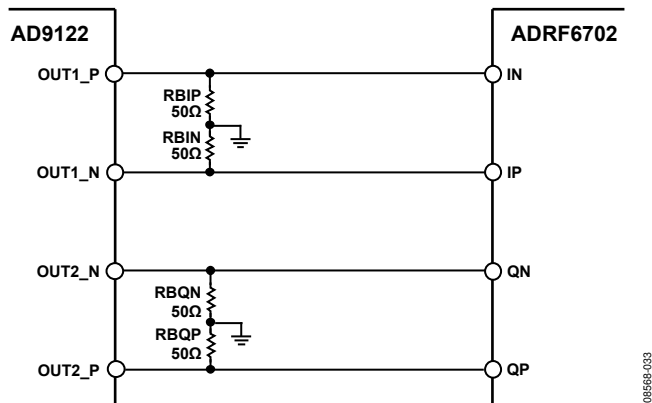 AD9122
ADRF6702
OUT1_P
IN
RBIP
50Ω
RBIN
50Ω
OUT1_N
IP
OUT2_N
QN
RBQN
50Ω
RBQP
50Ω
OUT2_P
QP
08568-033